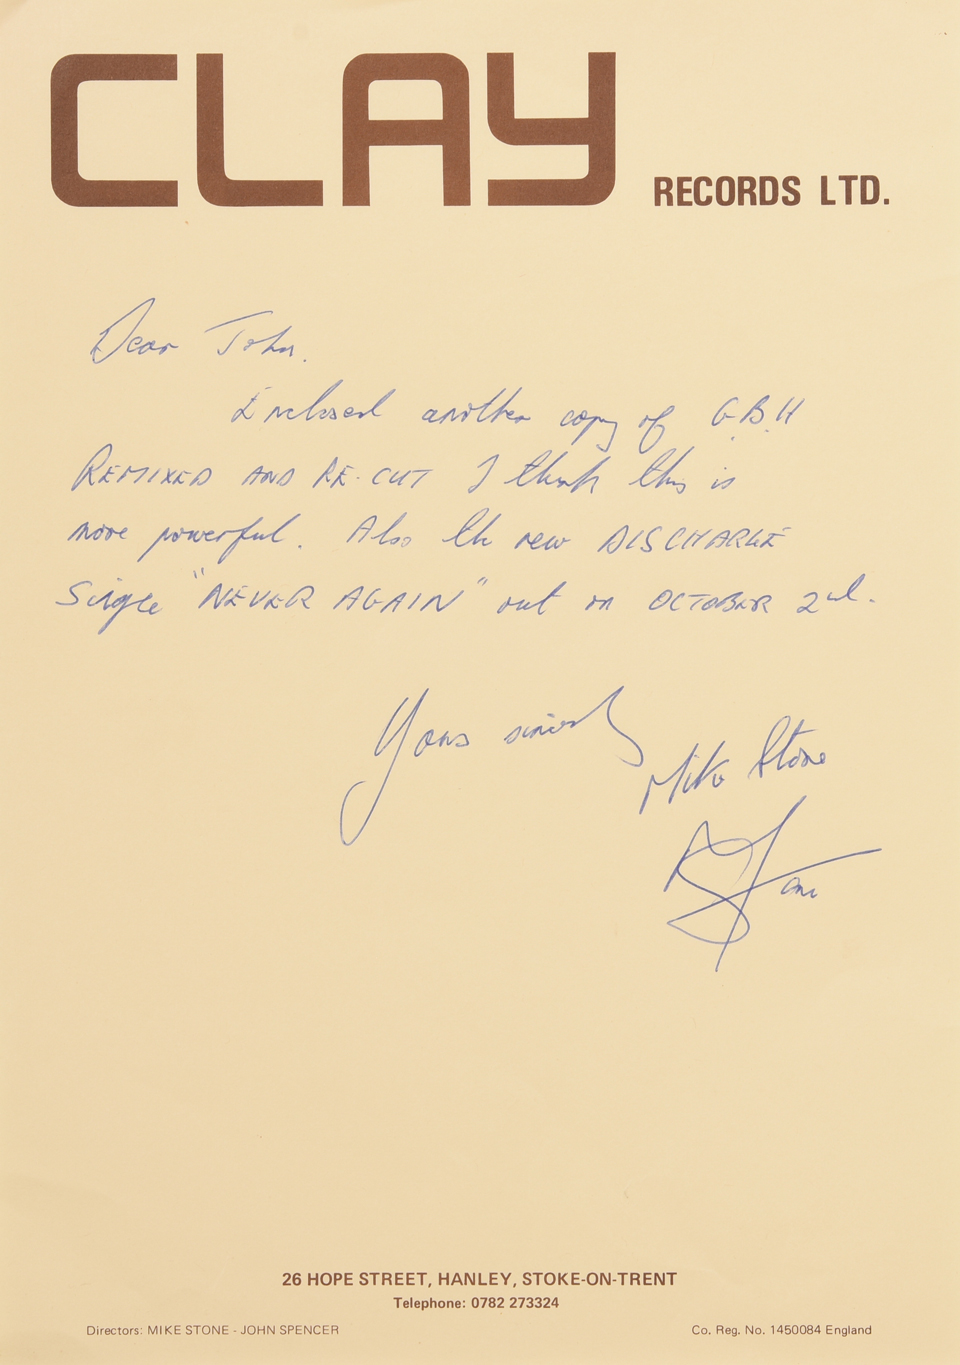 CLAY RECORDS LTD.
Dear John.
Enclosed another copy of G.B.H
REMIXED AND RE-CUT I think this is
more powerful. Also the new DISCHARGE
Single "NEVER AGAIN" out on OCTOBER 2nd.
Yours sincerely
Mike Stone
26 HOPE STREET, HANLEY, STOKE-ON-TRENT
Telephone: 0782 273324
Directors: MIKE STONE - JOHN SPENCER
Co. Reg. No. 1450084 England